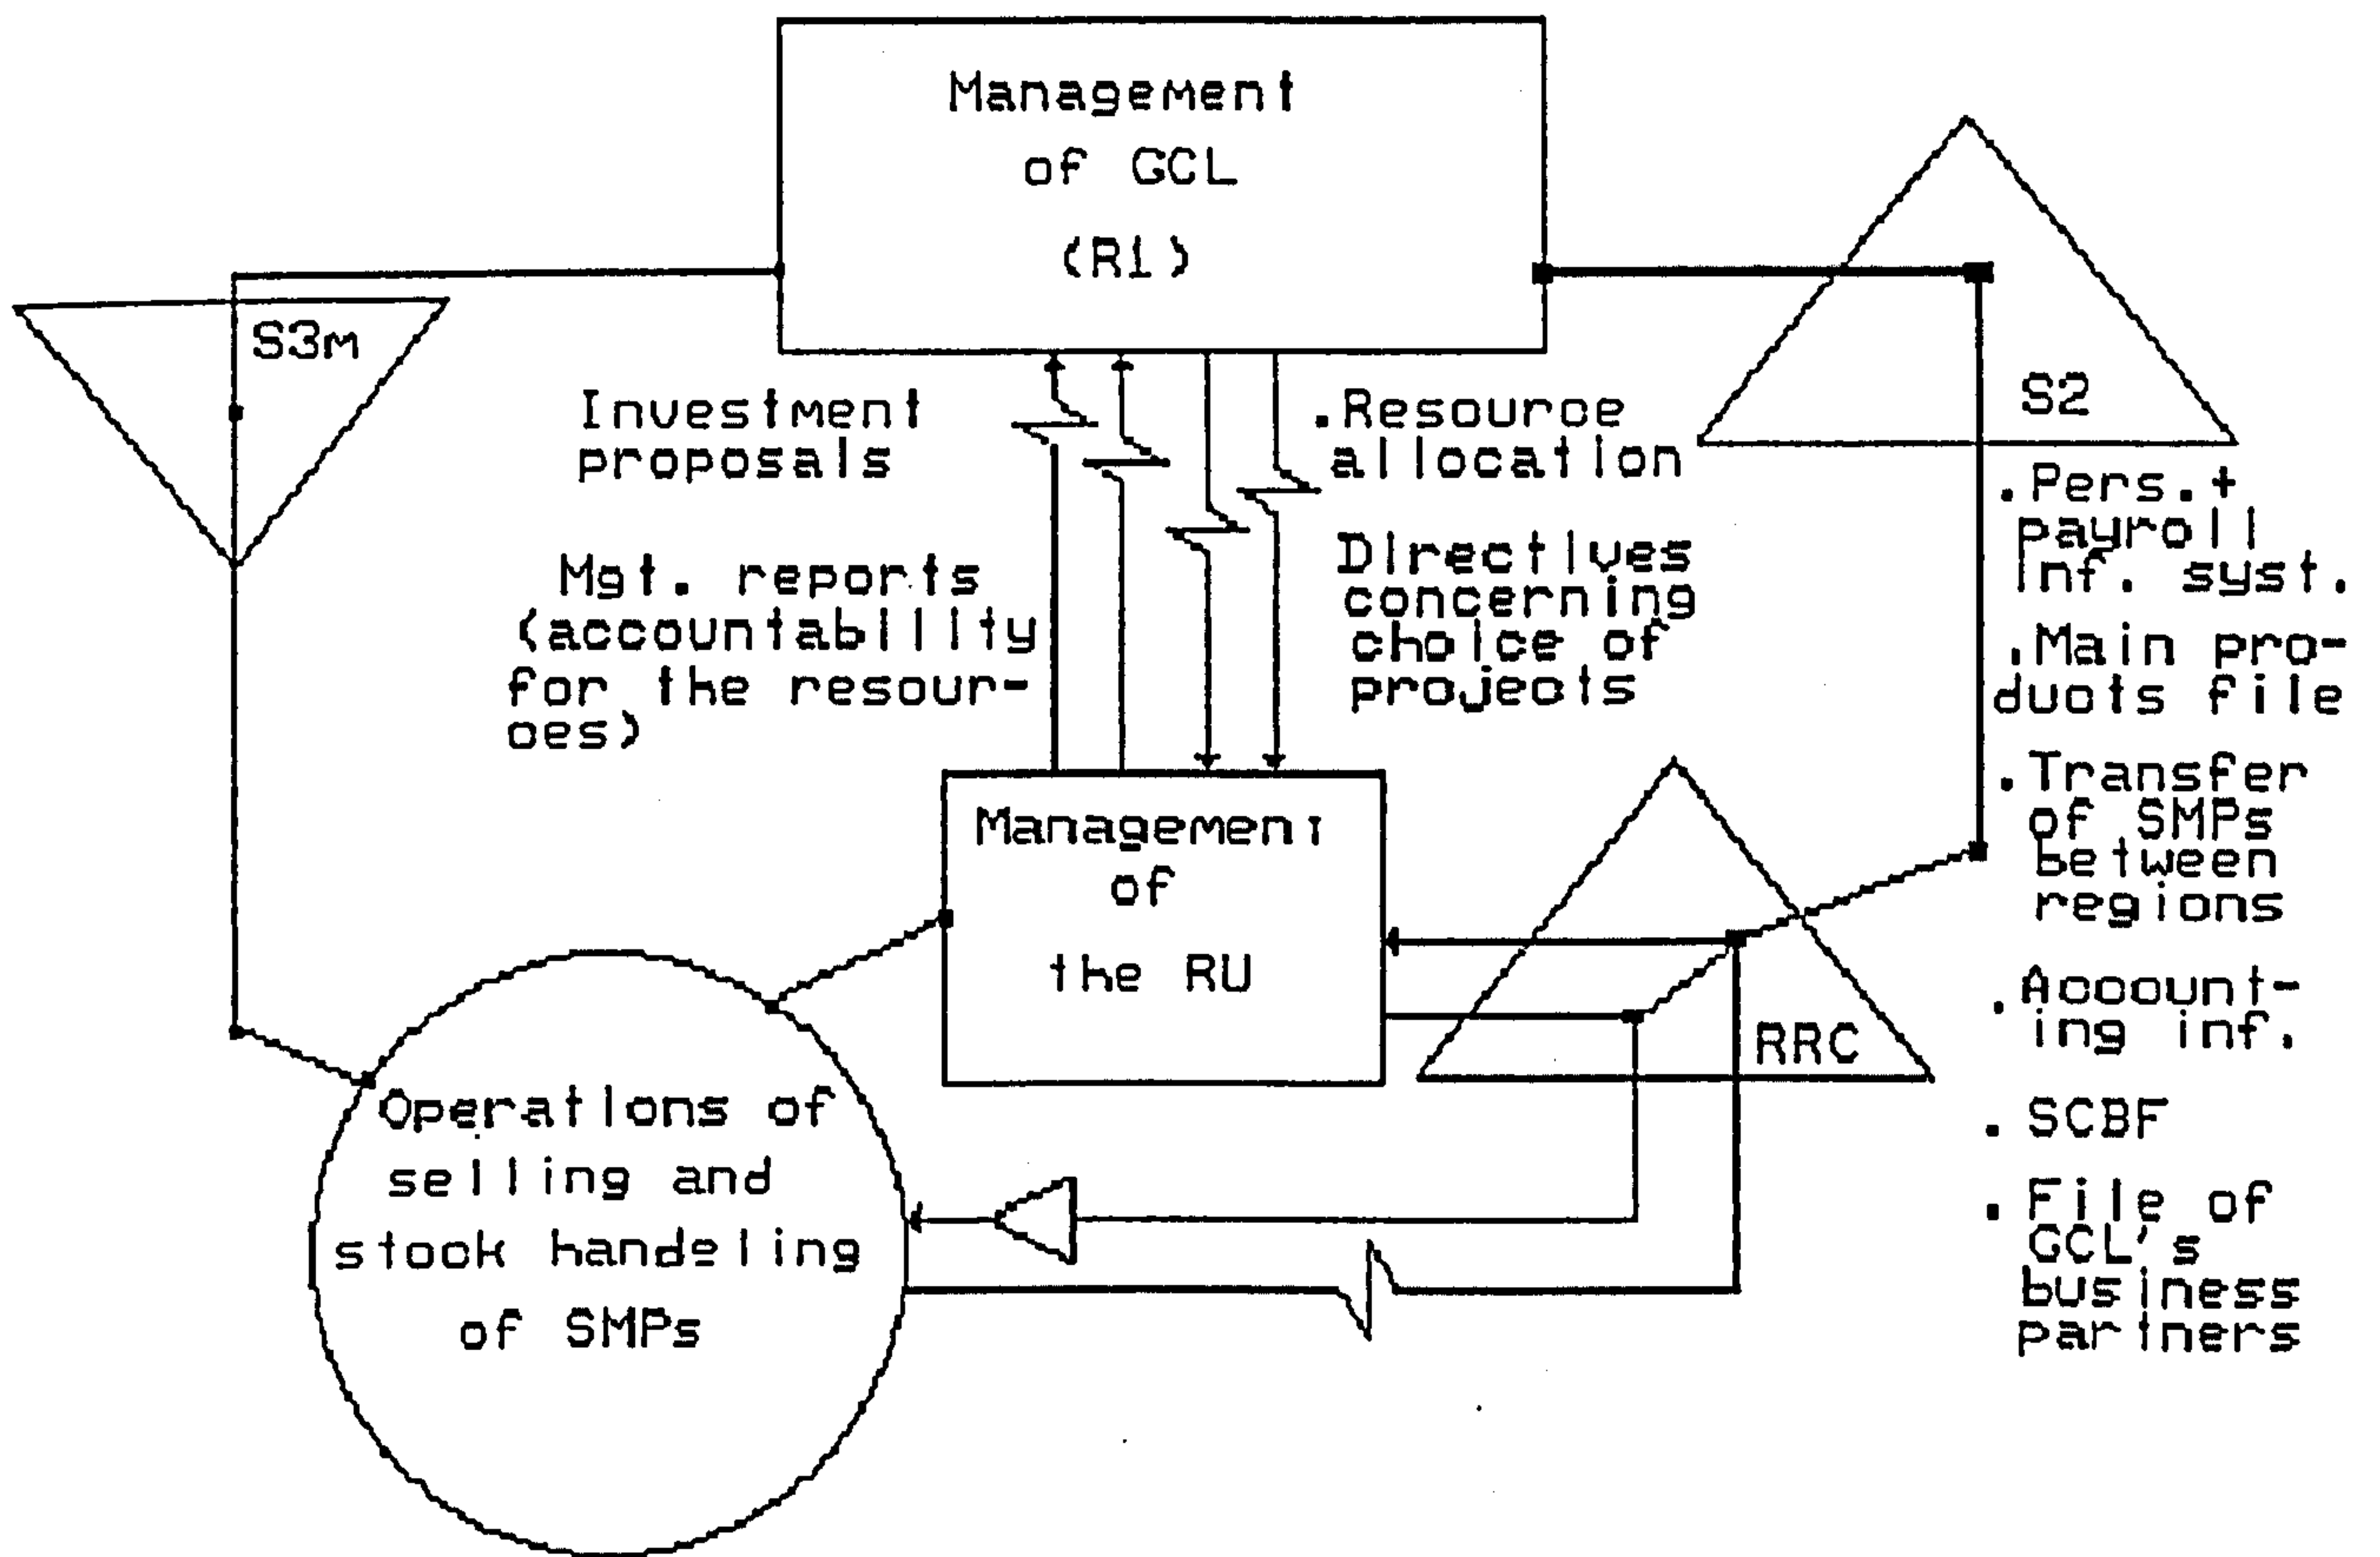 Management
of GCL
(R1)
S3m
S2
Investment
proposals
Mgt. reports
(accountability
for the resour-
ces)
.Resource
allocation
Directives
concerning
choice of
projects
.Pers.+
payroll
inf. syst.
.Main pro-
ducts file
.Transfer
of SMPs
between
regions
.Account-
ing inf.
. SCBF
. File of
GCL's
business
partners
Management
of
the RU
RRC
Operations of
selling and
stock handeling
of SMPs